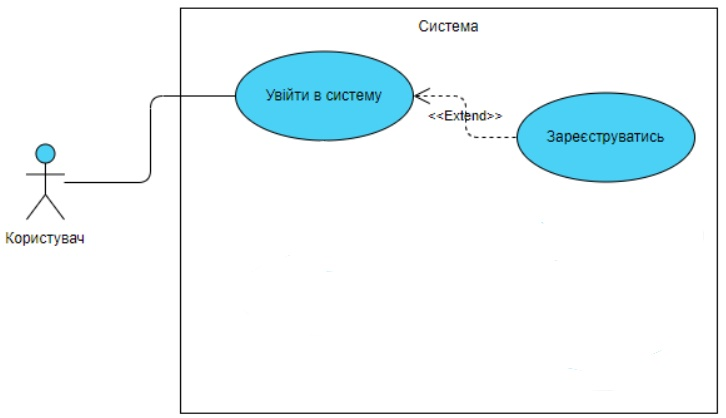 Система
Увійти в систему
<<Extend>>
Зареєструватись
Користувач